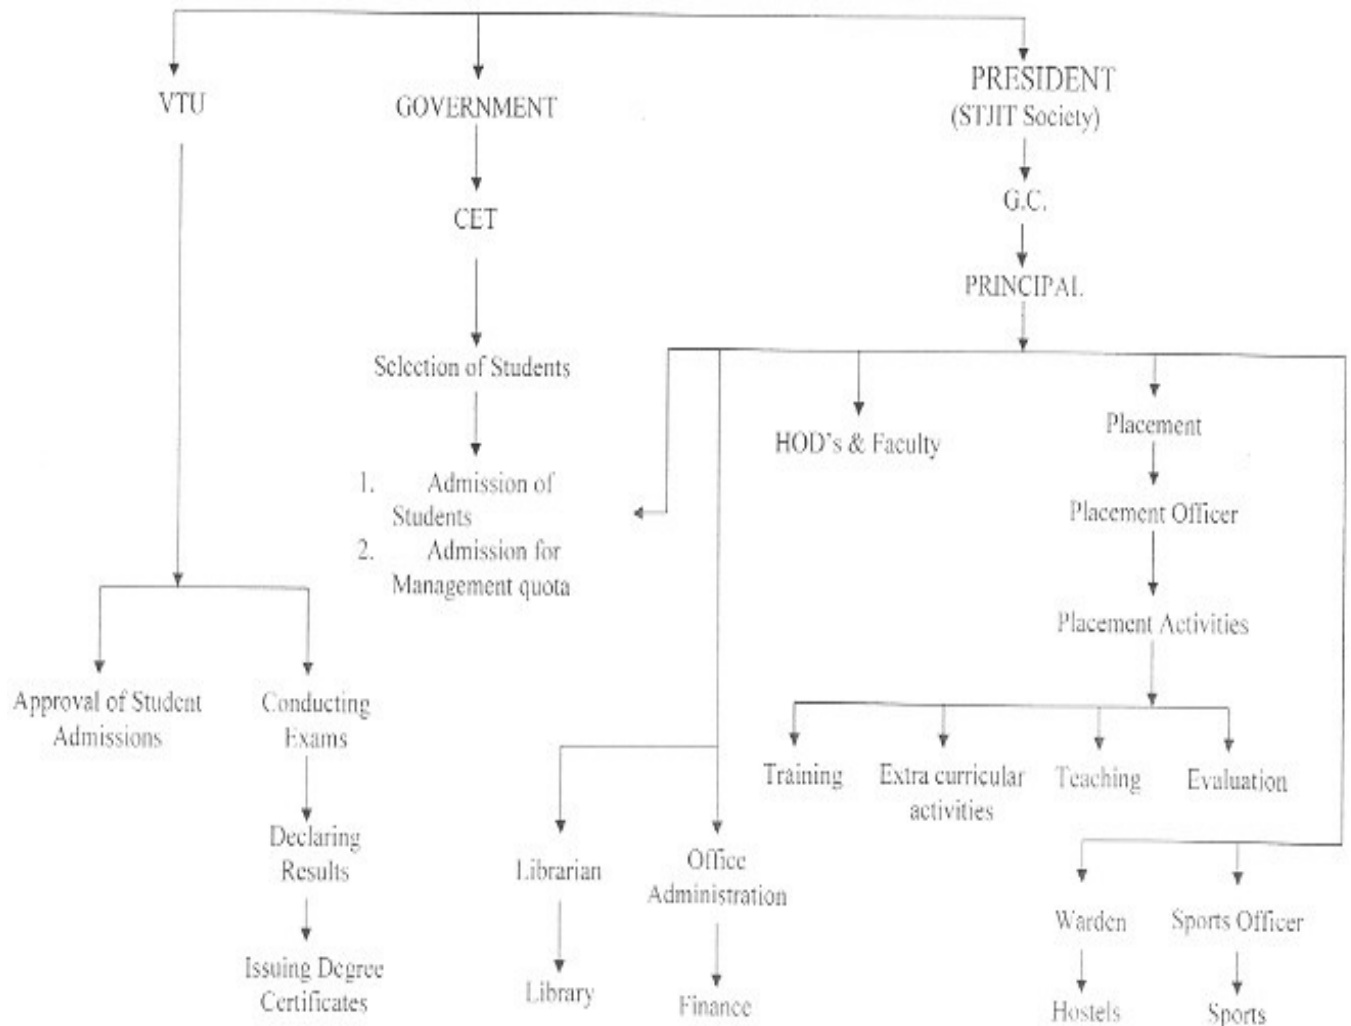 VTU
GOVERNMENT
PRESIDENT
(STJIT Society)
G.C.
CET
PRINCIPAL
Selection of Students
HOD's & Faculty
Placement
1. Admission of
Students
2. Admission for
Management quota
Placement Officer
Placement Activities
Approval of Student
Admissions
Conducting
Exams
Training
Extra curricular
activities
Teaching
Evaluation
Declaring
Results
Librarian
Office
Administration
Warden
Sports Officer
Issuing Degree
Certificates
Library
Finance
Hostels
Sports